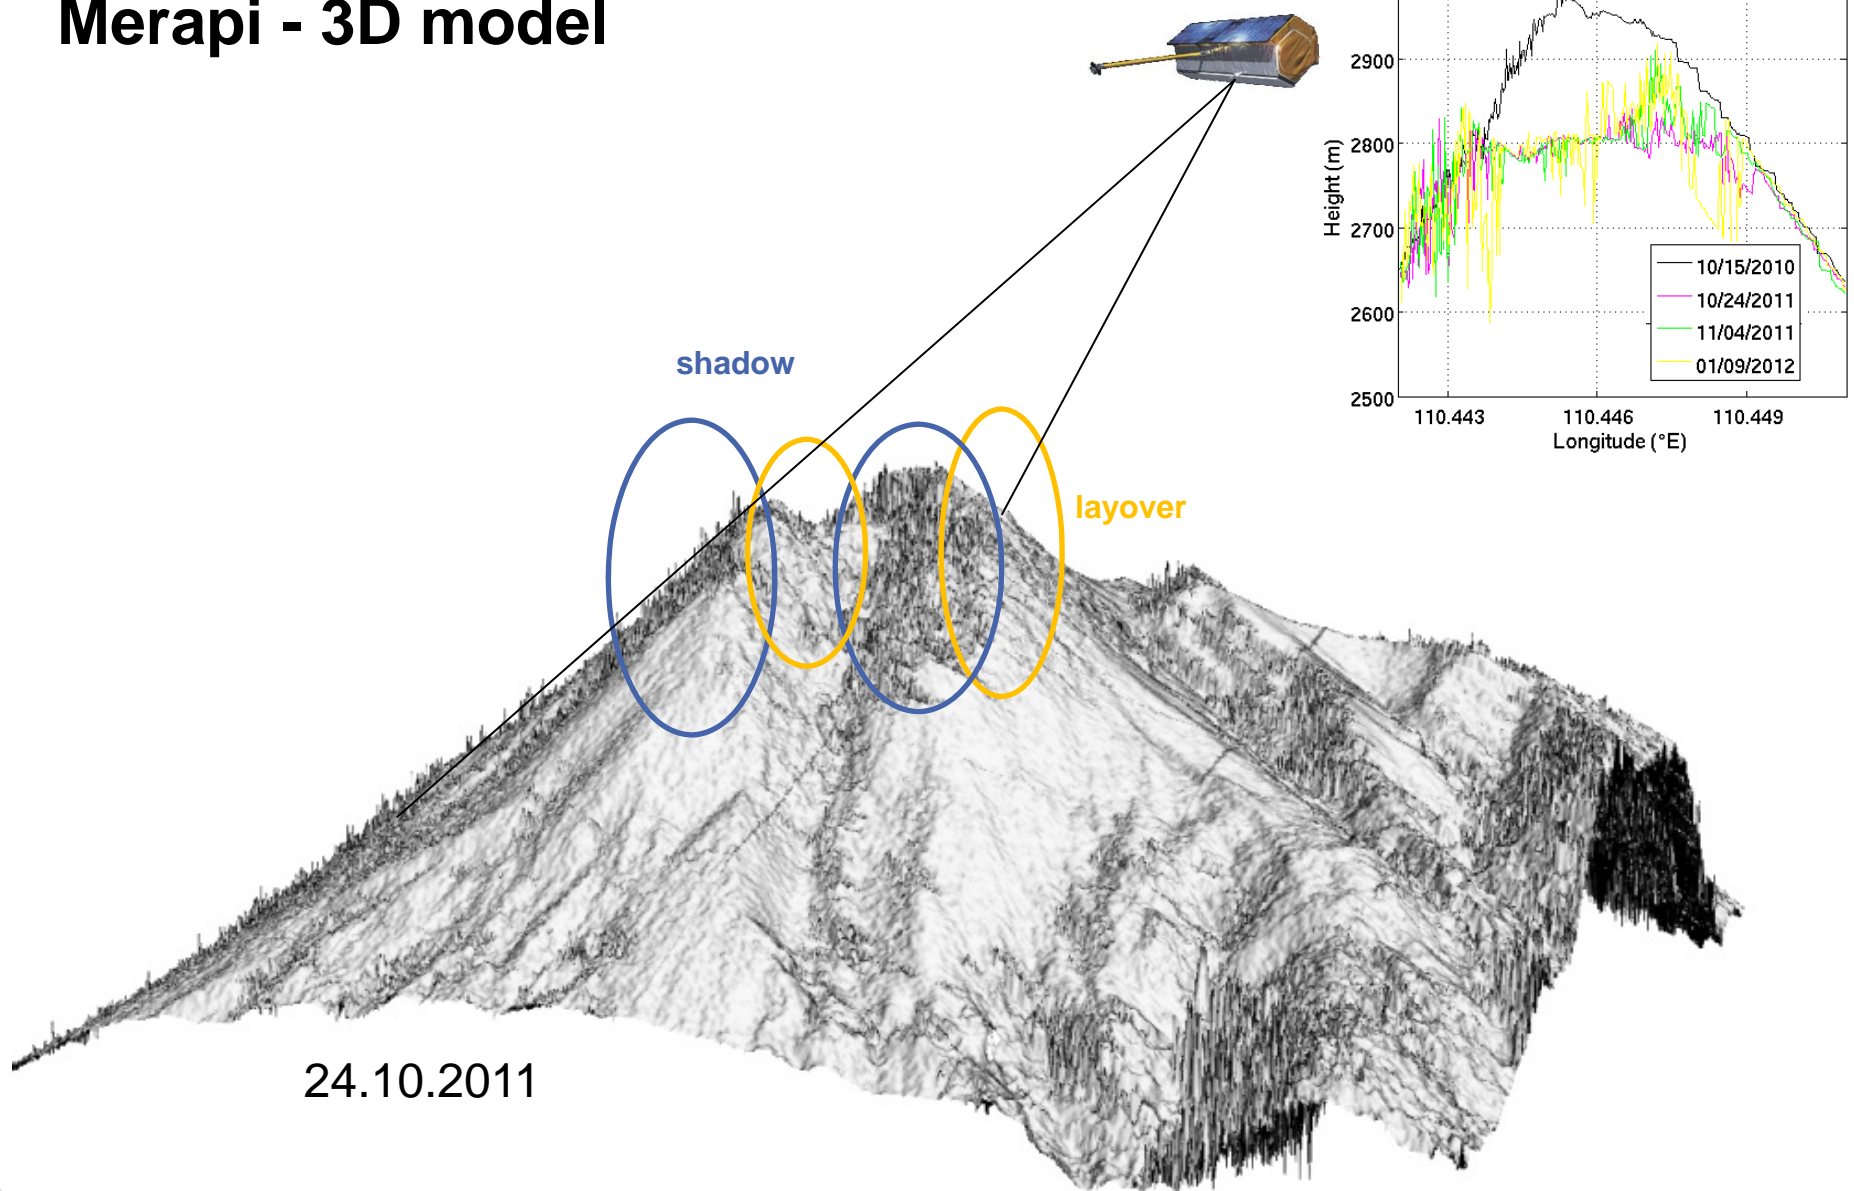 Merapi - 3D model
2900
2800
2700
2600
2500
Height (m)
10/15/2010
10/24/2011
11/04/2011
01/09/2012
110.443
110.446
110.449
Longitude (°E)
shadow
layover
24.10.2011